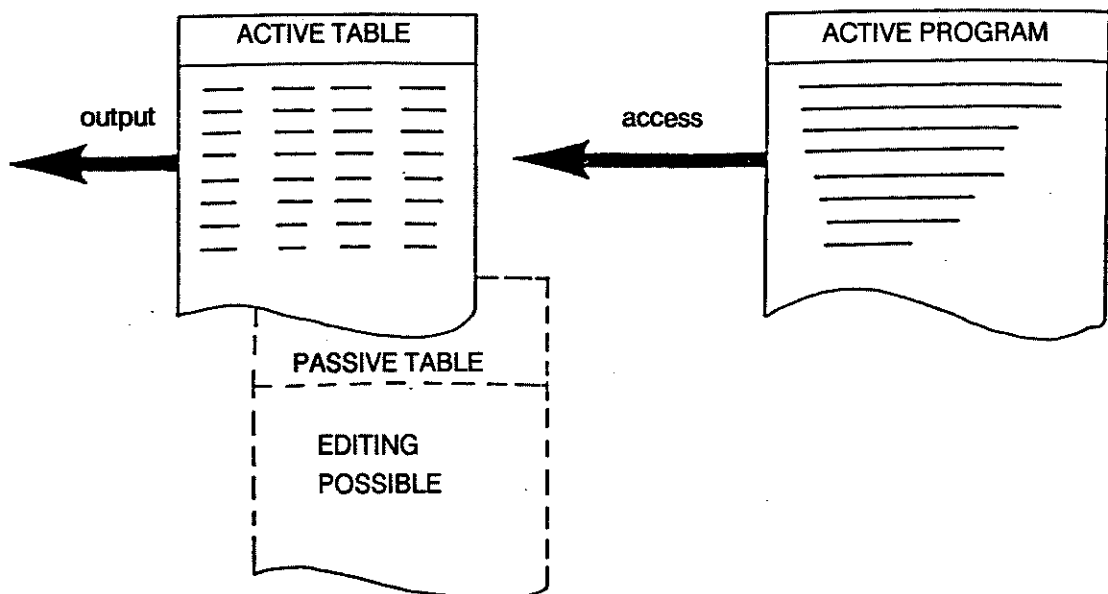 ACTIVE TABLE
ACTIVE PROGRAM
output
access
PASSIVE TABLE
EDITING
POSSIBLE